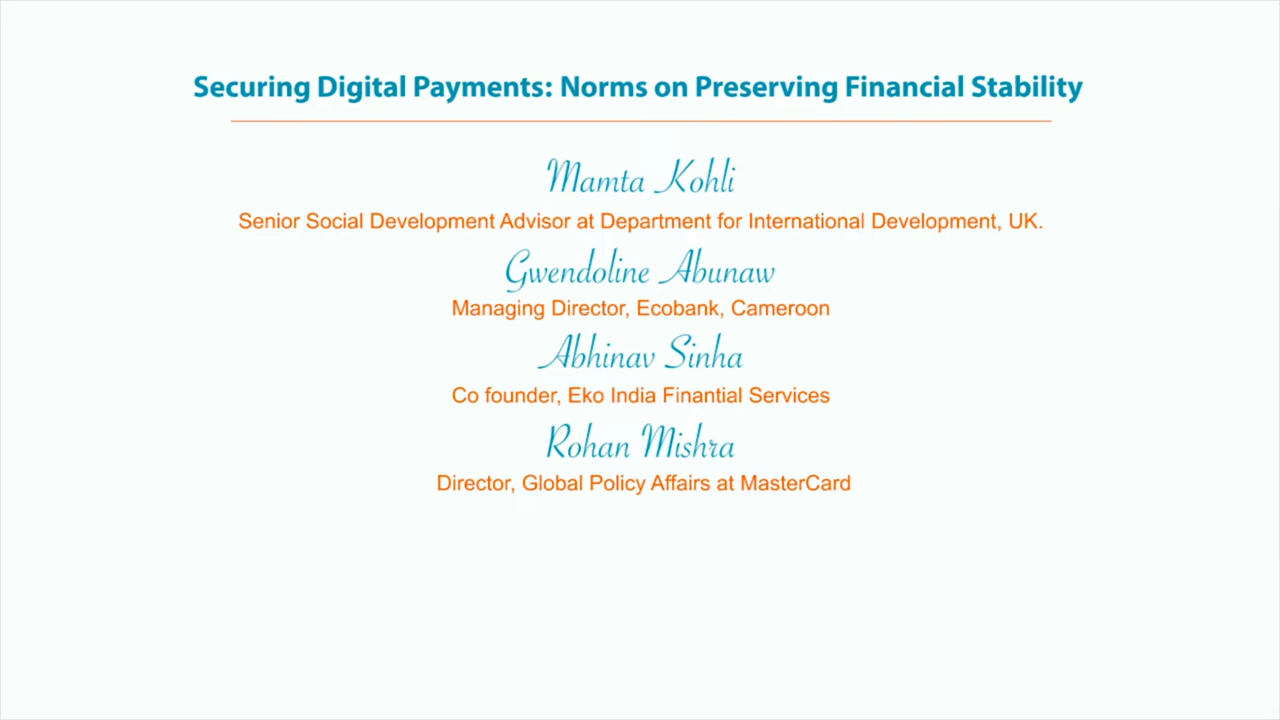 Securing Digital Payments: Norms on Preserving Financial Stability
Mamta Kohli
Senior Social Development Advisor at Department for International Development, UK.
Gwendoline Abunaw
Managing Director, Ecobank, Cameroon
Abhinav Sinha
Co founder, Eko India Finantial Services
Rohan Mishra
Director, Global Policy Affairs at MasterCard